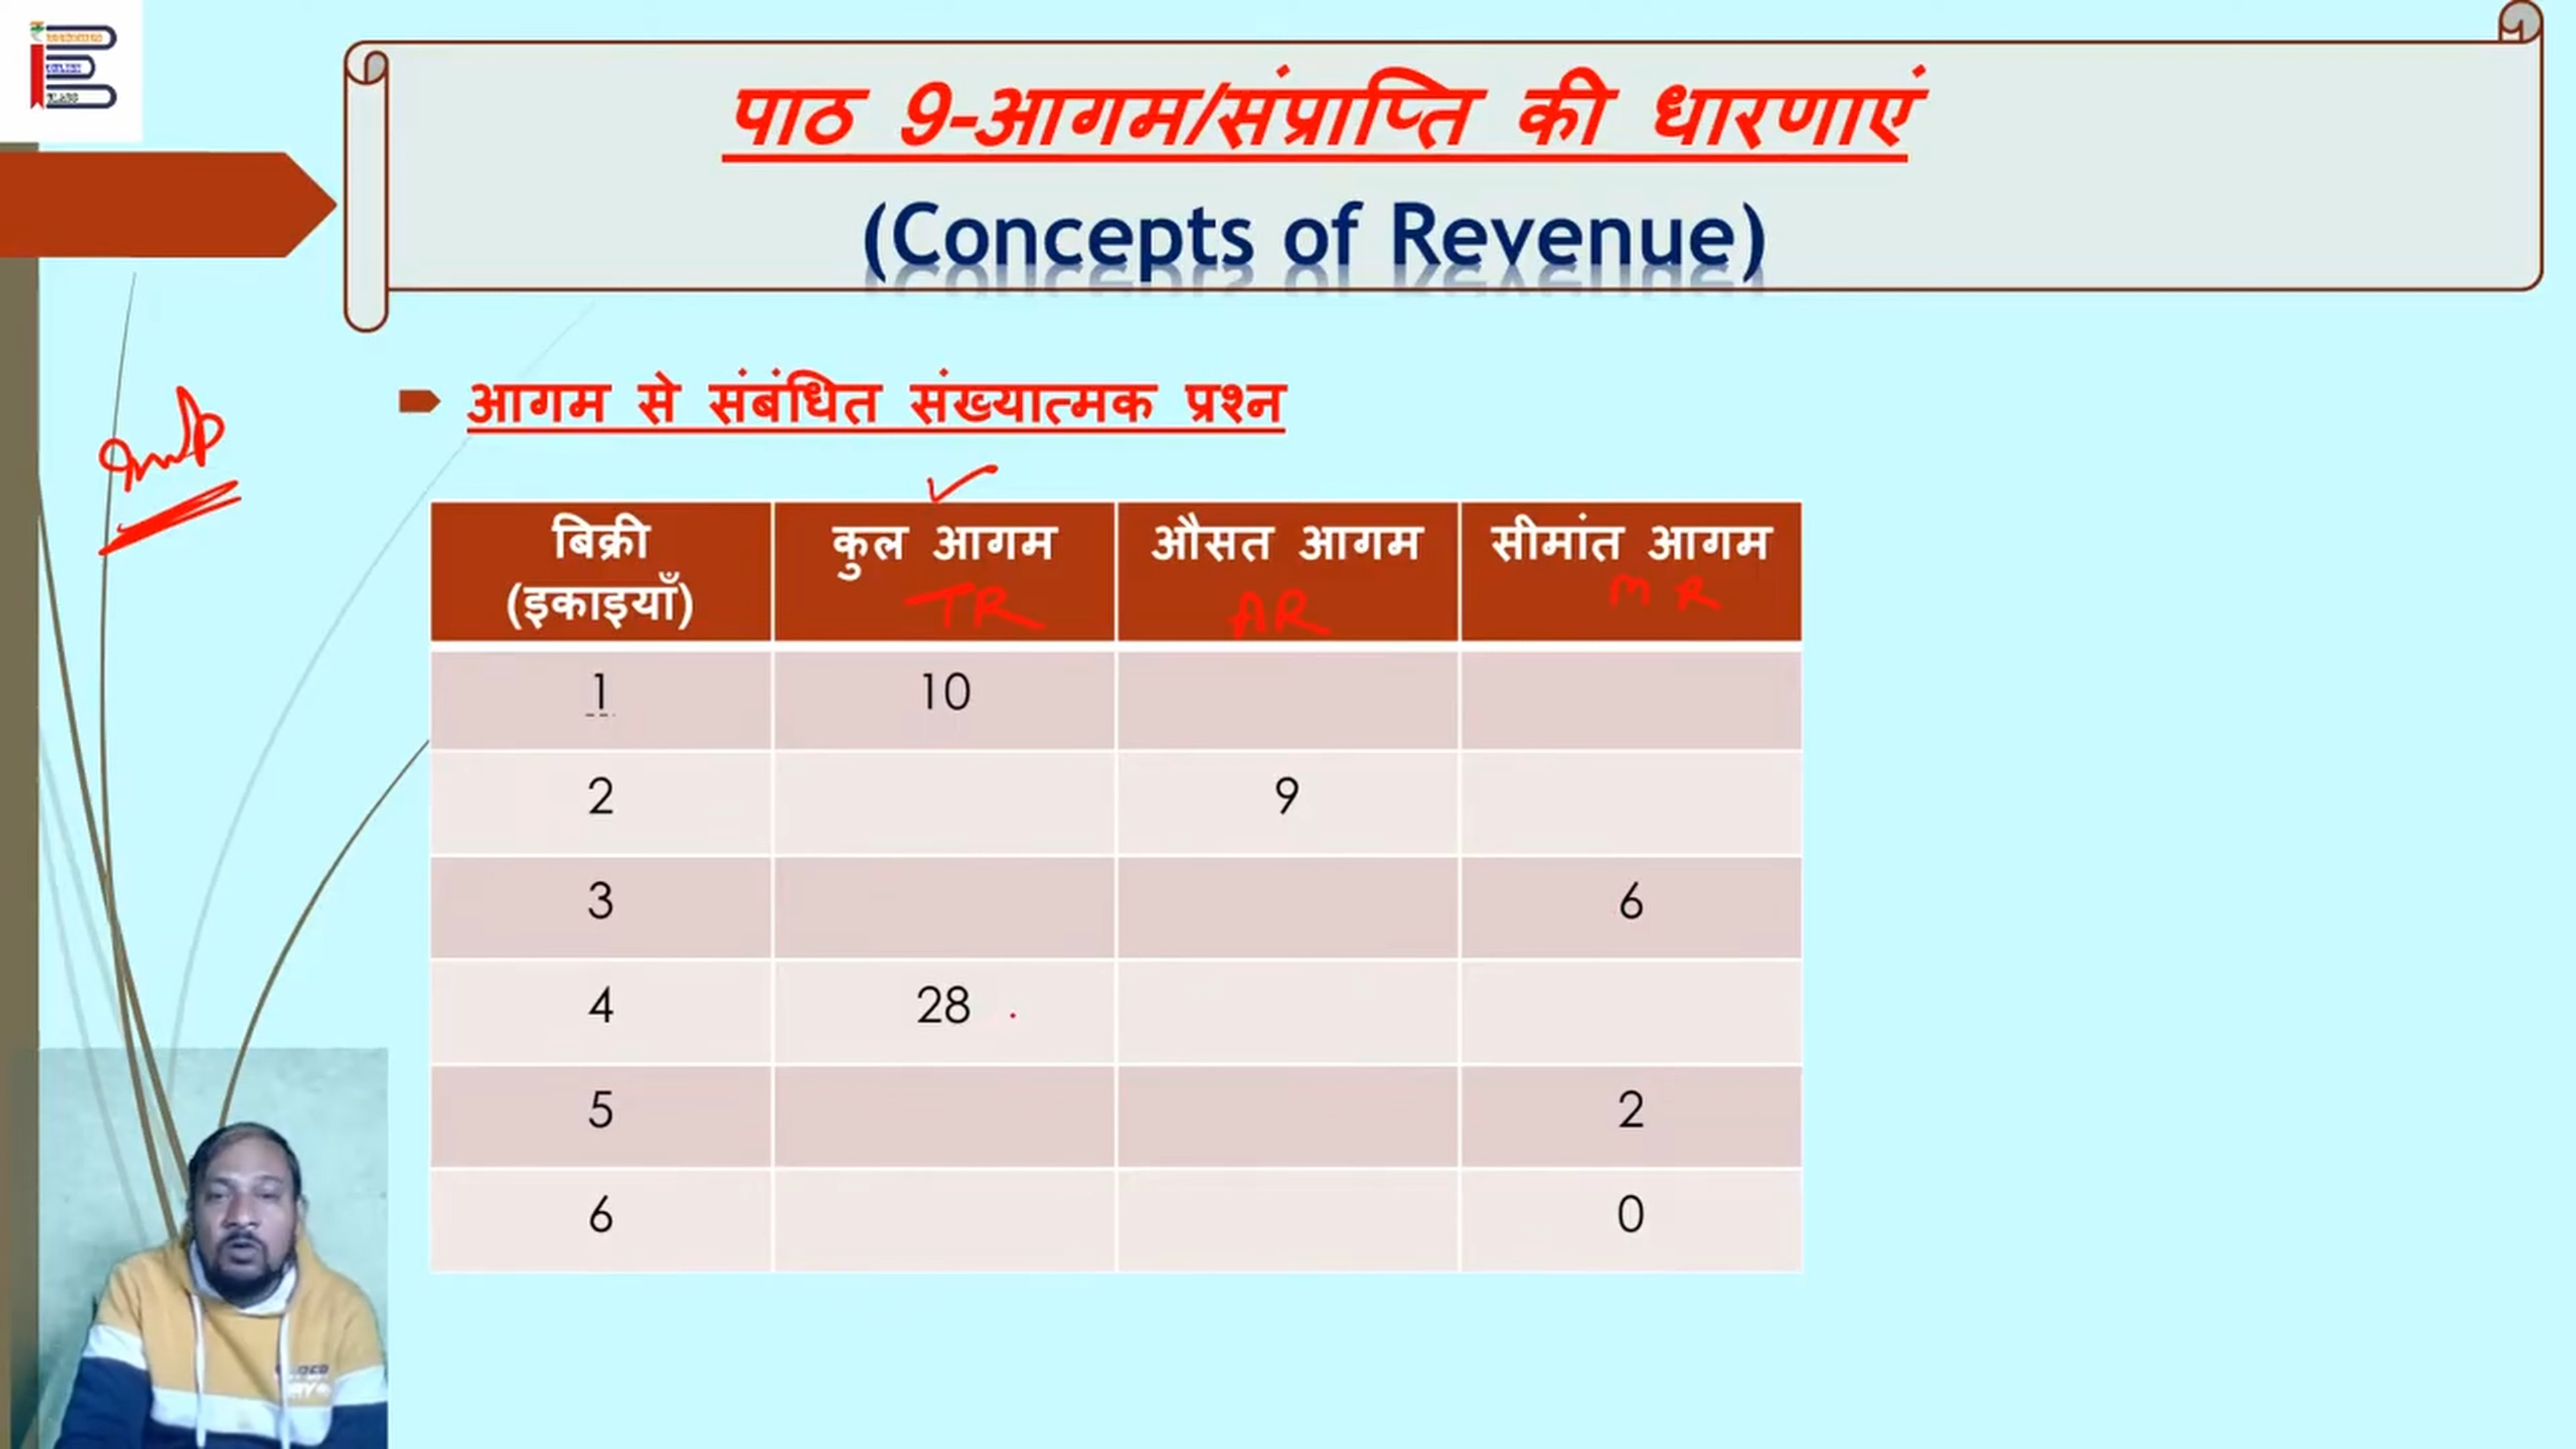 पाठ 9-आगम/संप्राप्ति की धारणाएं
(Concepts of Revenue)
Imp
आगम से संबंधित संख्यात्मक प्रश्न
बिक्री (इकाइयाँ) कुल आगम TR औसत आगम AR सीमांत आगम MR
1 10
2 9
3 6
4 28
5 2
6 0